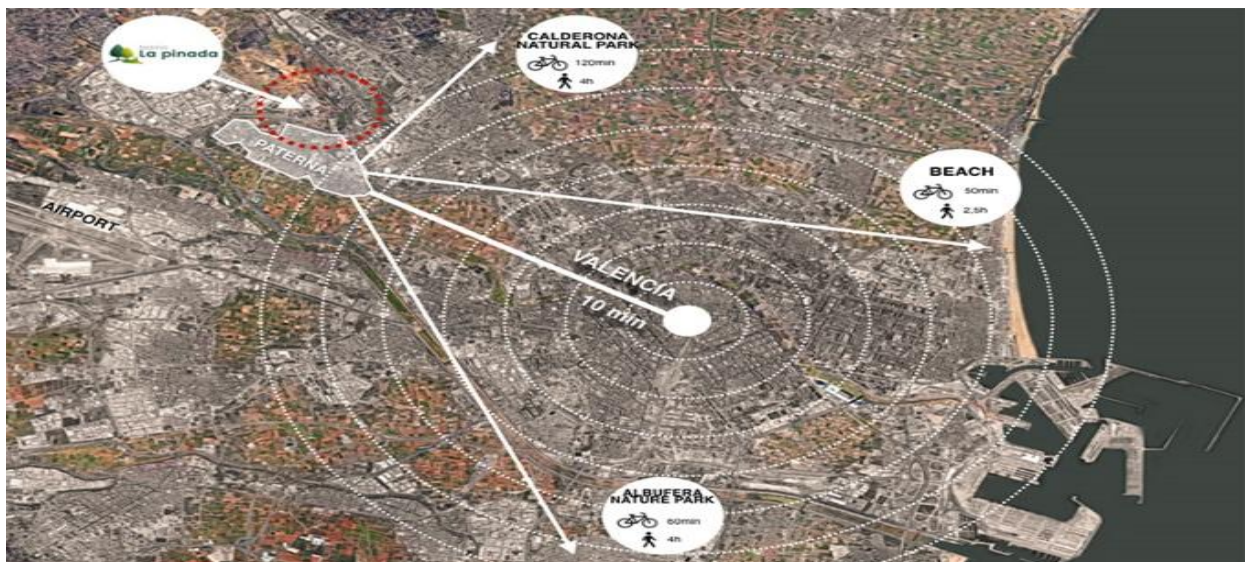 La pinada
CALDERONA
NATURAL PARK
120min
4h
PATERNA
BEACH
50min
2,5h
AIRPORT
VALENCIA
10 min
ALBUFERA
NATURE PARK
60min
4h